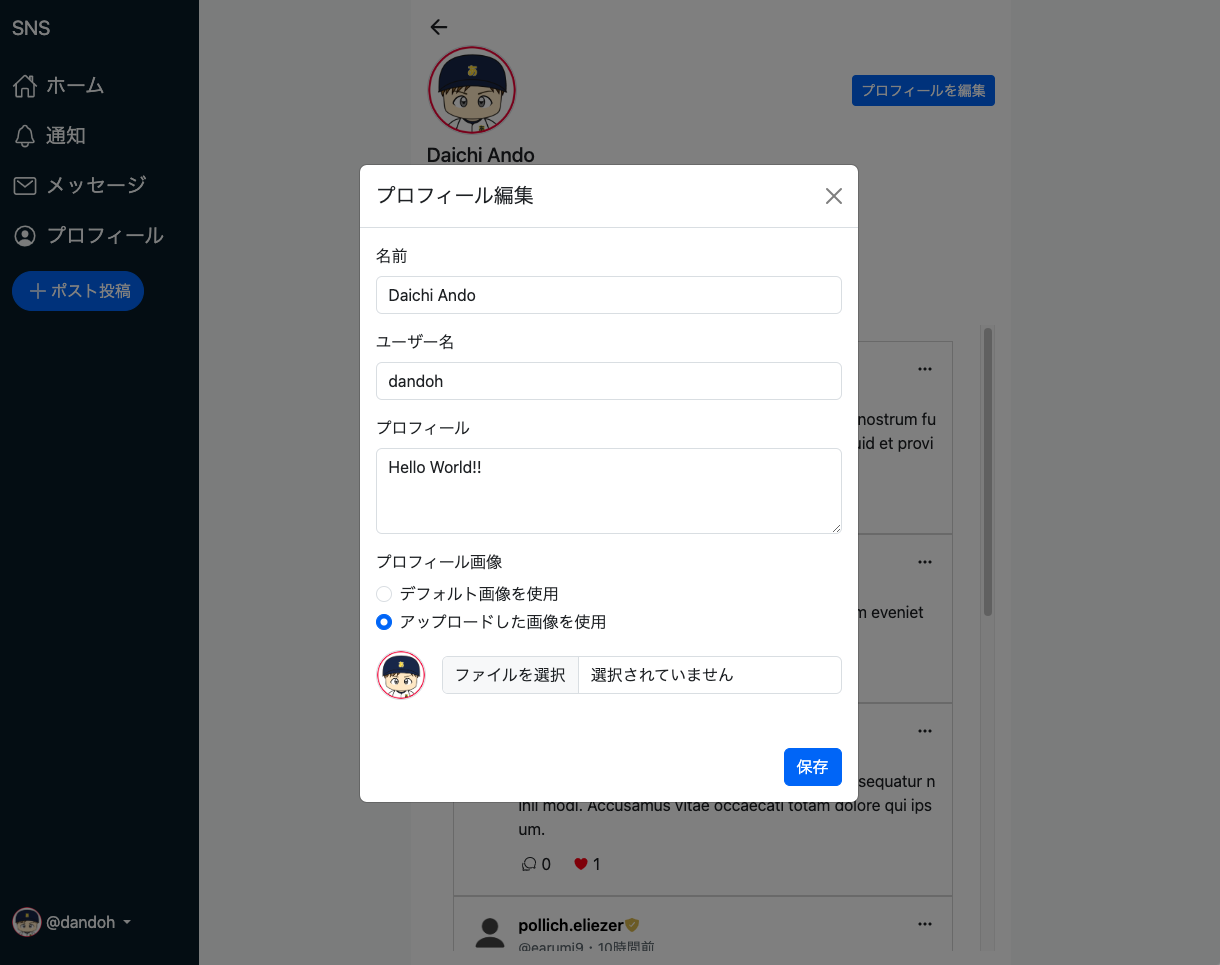 SNS
ホーム
通知
メッセージ
プロフィール
ポスト投稿
@dandoh
あ
プロフィールを編集
Daichi Ando
プロフィール編集
名前
Daichi Ando
ユーザー名
dandoh
プロフィール
Hello World!!
プロフィール画像
デフォルト画像を使用
アップロードした画像を使用
ファイルを選択 選択されていません
保存
nostrum fu
uid et provi
m eveniet
sequatur n
ihil modi. Accusamus vitae occaecati totam dolore qui ips
um.
0 1
pollich.eliezer
@earumi9・10時間前